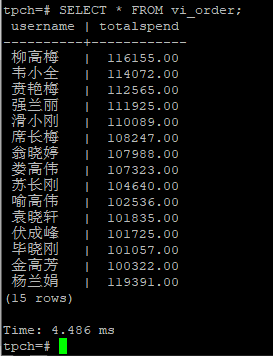 tpch=# SELECT * FROM vi_order;
username | totalspend
----------+-------------
柳高梅 | 116155.00
韦小全 | 114072.00
贲艳梅 | 112565.00
强兰丽 | 111925.00
滑小刚 | 110089.00
席长梅 | 108247.00
翁晓婷 | 107988.00
娄高伟 | 107323.00
苏长刚 | 104640.00
喻高伟 | 102536.00
袁晓轩 | 101835.00
伏成峰 | 101725.00
毕晓刚 | 101057.00
金高芳 | 100322.00
杨兰娟 | 119391.00
(15 rows)
Time: 4.486 ms
tpch=#